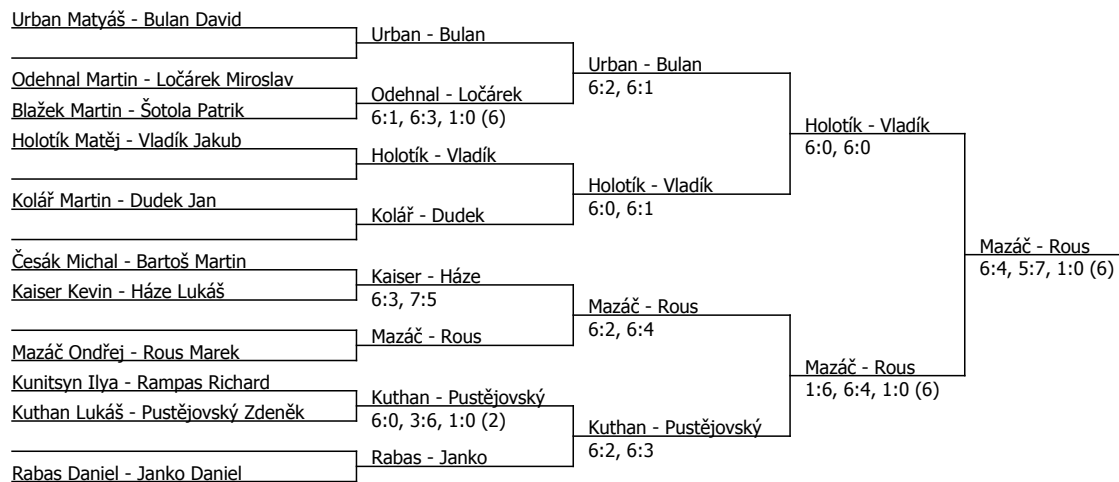 Urban Matyáš - Bulan David
Odehnal Martin - Ločárek Miroslav
Blažek Martin - Šotola Patrik
Holotík Matěj - Vladík Jakub
Kolář Martin - Dudek Jan
Česák Michal - Bartoš Martin
Kaiser Kevin - Háze Lukáš
Mazáč Ondřej - Rous Marek
Kunitsyn Ilya - Rampas Richard
Kuthan Lukáš - Pustějovský Zdeněk
Rabas Daniel - Janko Daniel
Urban - Bulan
Odehnal - Ločárek
6:1, 6:3, 1:0 (6)
Holotík - Vladík
Kolář - Dudek
Kaiser - Háze
6:3, 7:5
Mazáč - Rous
Kuthan - Pustějovský
6:0, 3:6, 1:0 (2)
Rabas - Janko
Urban - Bulan
6:2, 6:1
Holotík - Vladík
6:0, 6:1
Mazáč - Rous
6:2, 6:4
Kuthan - Pustějovský
6:2, 6:3
Holotík - Vladík
6:0, 6:0
Mazáč - Rous
1:6, 6:4, 1:0 (6)
Mazáč - Rous
6:4, 5:7, 1:0 (6)